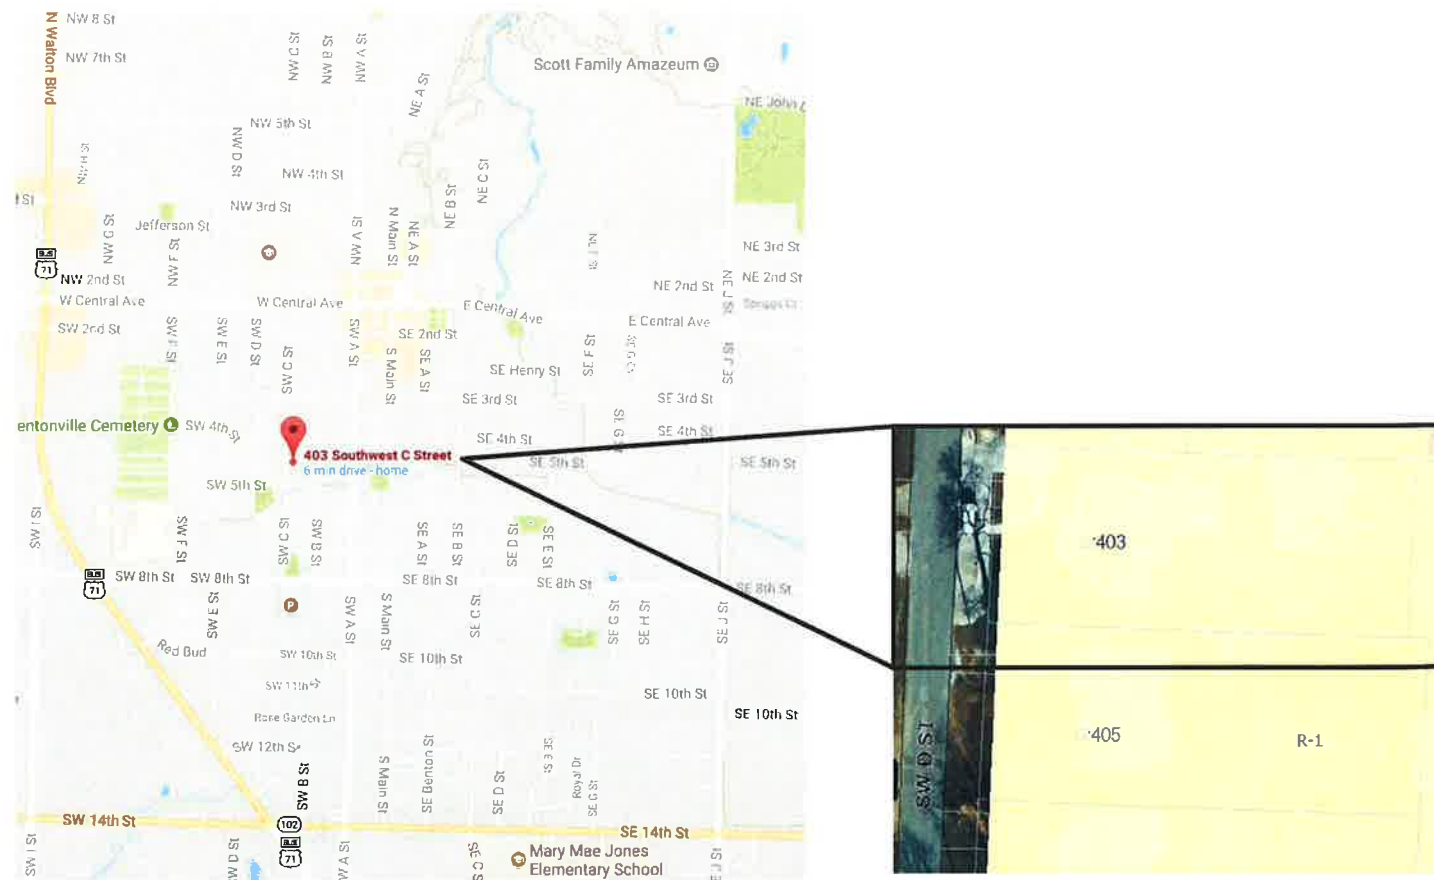 NW 8 St
N Walton Blvd
NW 7th St
NW C St
NW B St
Scott Family Amazeum
NE A St
NW 5th St
NW D St
NW 4th St
NE C St
NE B St
NW 3rd St
Jefferson St
NW G St
NW F St
N Main St
NE A St
NE 3rd St
71
NW 2nd St
NE 2nd St
NE 2nd St
NE J St
W Central Ave
W Central Ave
E Central Ave
E Central Ave
SW 2nd St
SE 2nd St
SW E St
SW D St
SW C St
SW A St
S Main St
SE A St
SE F St
SE J St
SE Henry St
SE 3rd St
SE 3rd St
entonville Cemetery
SW 4th St
SE 4th St
SE 4th St
403 Southwest C Street
6 min drive - home
SE 5th St
SE 5th St
SW 5th St
SW I St
SW F St
SW C St
SW B St
SE A St
SE B St
SE D St
SE E St
71
SW 8th St
SW 8th St
SE 8th St
SE 8th St
SE 8th St
SW E St
P
SW A St
S Main St
SE C St
SE G St
SE H St
SE J St
Red Bud
SW 10th St
SE 10th St
SW 11th St
SE 10th St
SE 10th St
Rose Garden Ln
SW 12th St
SW B St
S Main St
SE Benton St
SE D St
Royal Dr
SE G St
SW 14th St
102
SE 14th St
71
SW I St
SW D St
W A St
Mary Mae Jones
Elementary School
403
405
R-1
SW D ST